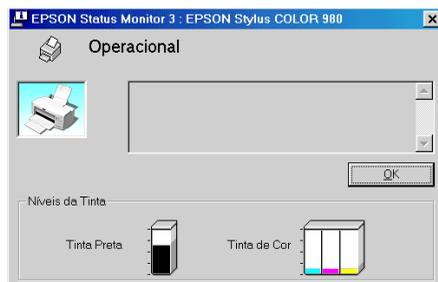 EPSON Status Monitor 3 : EPSON Stylus COLOR 980
Operacional
OK
Níveis da Tinta
Tinta Preta
Tinta de Cor